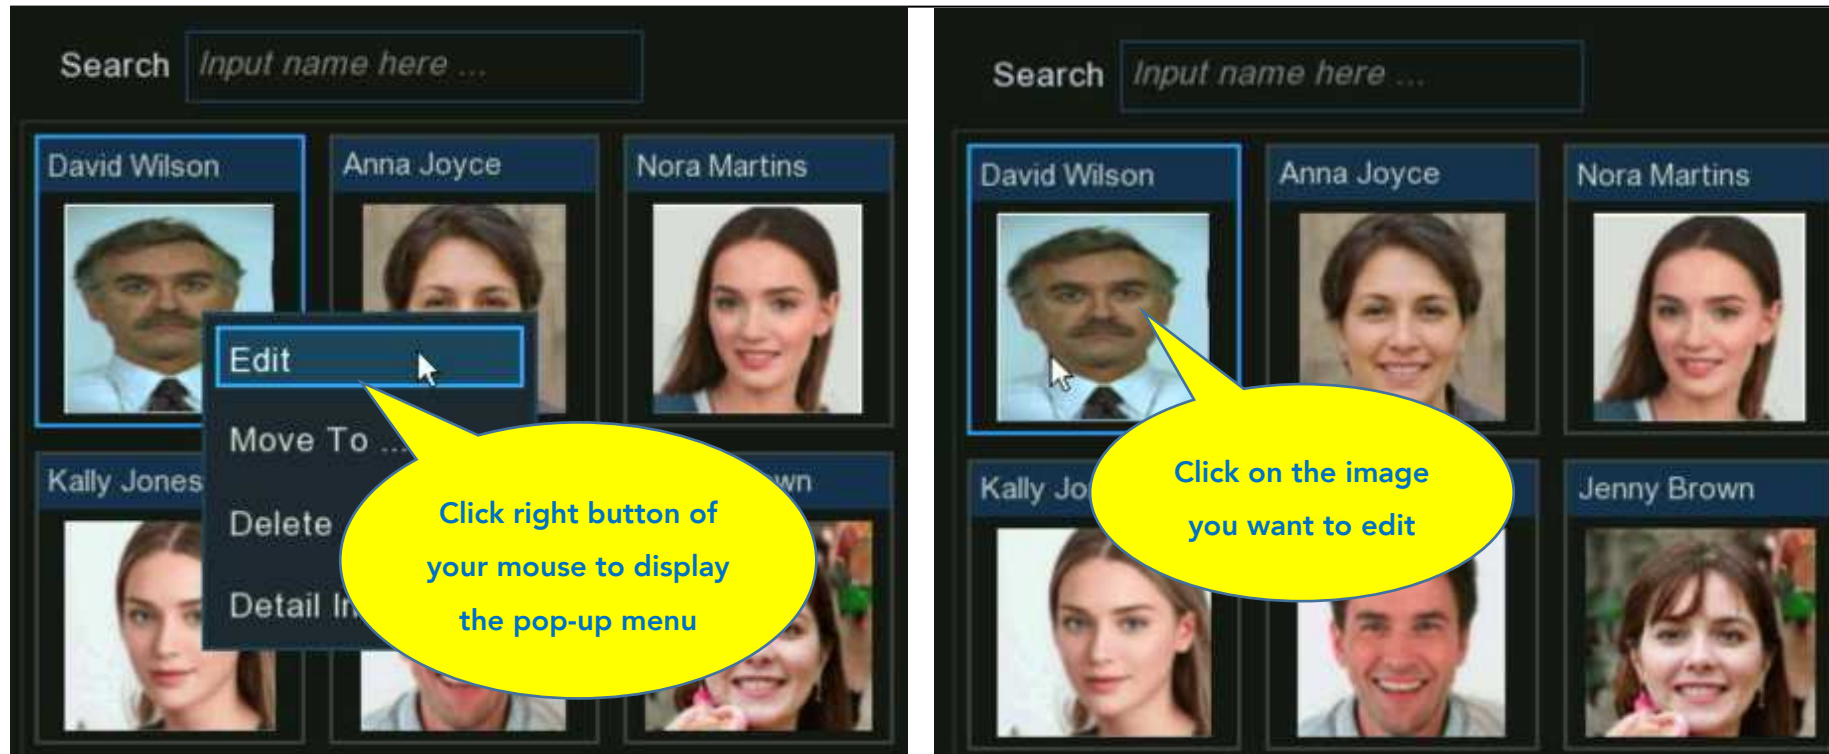 Search Input name here ...
David Wilson
Anna Joyce
Nora Martins
Edit
Move To ...
Delete
Detail
Kally Jones
Click right button of
your mouse to display
the pop-up menu
Search Input name here ...
David Wilson
Anna Joyce
Nora Martins
Click on the image
you want to edit
Kally
Jenny Brown